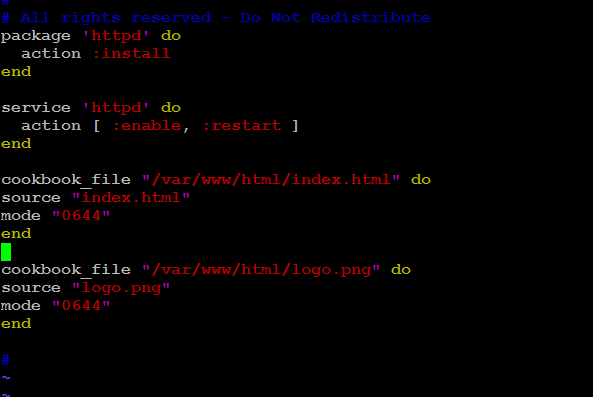 #
# All rights reserved - Do Not Redistribute
package 'httpd' do
  action :install
end

service 'httpd' do
  action [ :enable, :restart ]
end

cookbook_file "/var/www/html/index.html" do
source "index.html"
mode "0644"
end

cookbook_file "/var/www/html/logo.png" do
source "logo.png"
mode "0644"
end

#
~
~